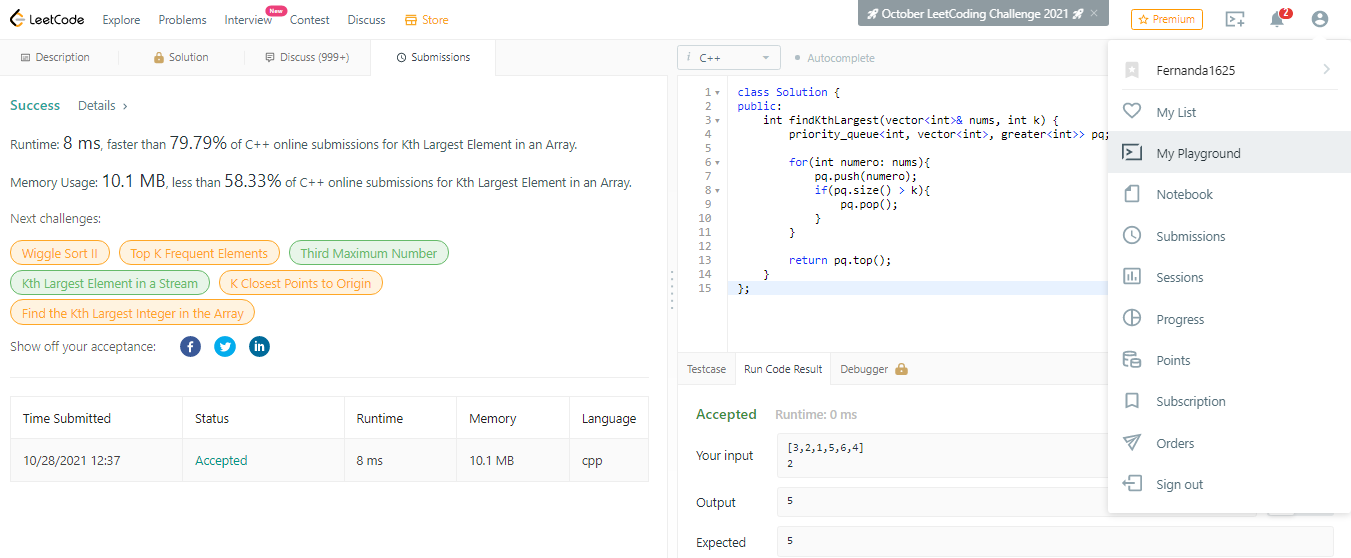 LeetCode Explore Problems Interview New Contest Discuss Store
October LeetCoding Challenge 2021 ×
Premium 2
Description Solution Discuss (999+) Submissions
Success Details ›
Runtime: 8 ms, faster than 79.79% of C++ online submissions for Kth Largest Element in an Array.
Memory Usage: 10.1 MB, less than 58.33% of C++ online submissions for Kth Largest Element in an Array.
Next challenges:
Wiggle Sort II Top K Frequent Elements Third Maximum Number
Kth Largest Element in a Stream K Closest Points to Origin
Find the Kth Largest Integer in the Array
Show off your acceptance:
Time Submitted Status Runtime Memory Language
10/28/2021 12:37 Accepted 8 ms 10.1 MB cpp
i C++ Autocomplete
1 class Solution {
2 public:
3 int findKthLargest(vector<int>& nums, int k) {
4 priority_queue<int, vector<int>, greater<int>> pq;
5
6 for(int numero: nums){
7 pq.push(numero);
8 if(pq.size() > k){
9 pq.pop();
10 }
11 }
12
13 return pq.top();
14 }
15 };
Testcase Run Code Result Debugger
Accepted Runtime: 0 ms
Your input
[3,2,1,5,6,4]
2
Output 5
Expected 5
Fernanda1625
My List
My Playground
Notebook
Submissions
Sessions
Progress
Points
Subscription
Orders
Sign out